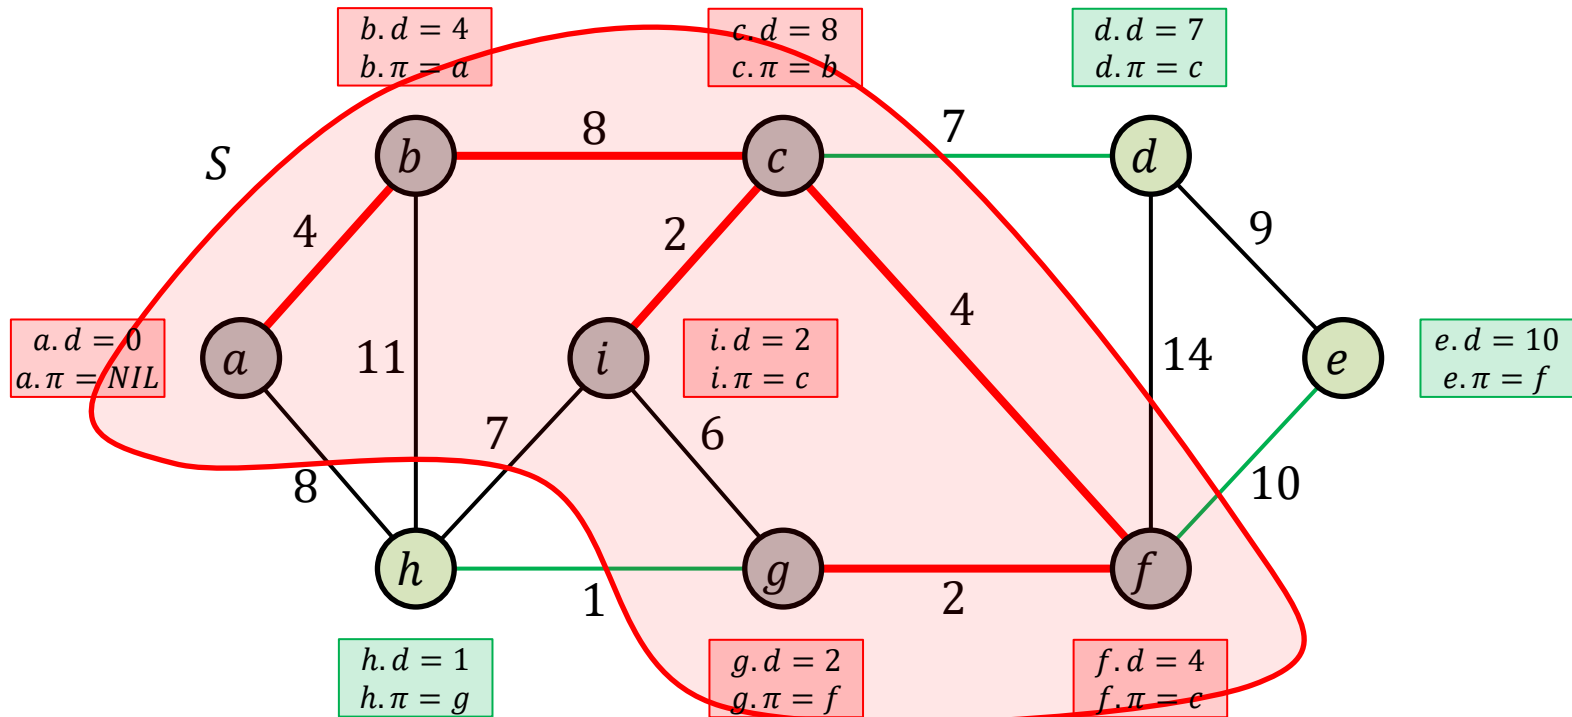 b.d = 4
b.π = a
c.d = 8
c.π = b
d.d = 7
d.π = c
8
7
S
b
c
d
4
2
9
a.d = 0
a.π = NIL
a
11
i
i.d = 2
i.π = c
4
14
e
e.d = 10
e.π = f
7
6
8
10
h
g
f
1
2
h.d = 1
h.π = g
g.d = 2
g.π = f
f.d = 4
f.π = c